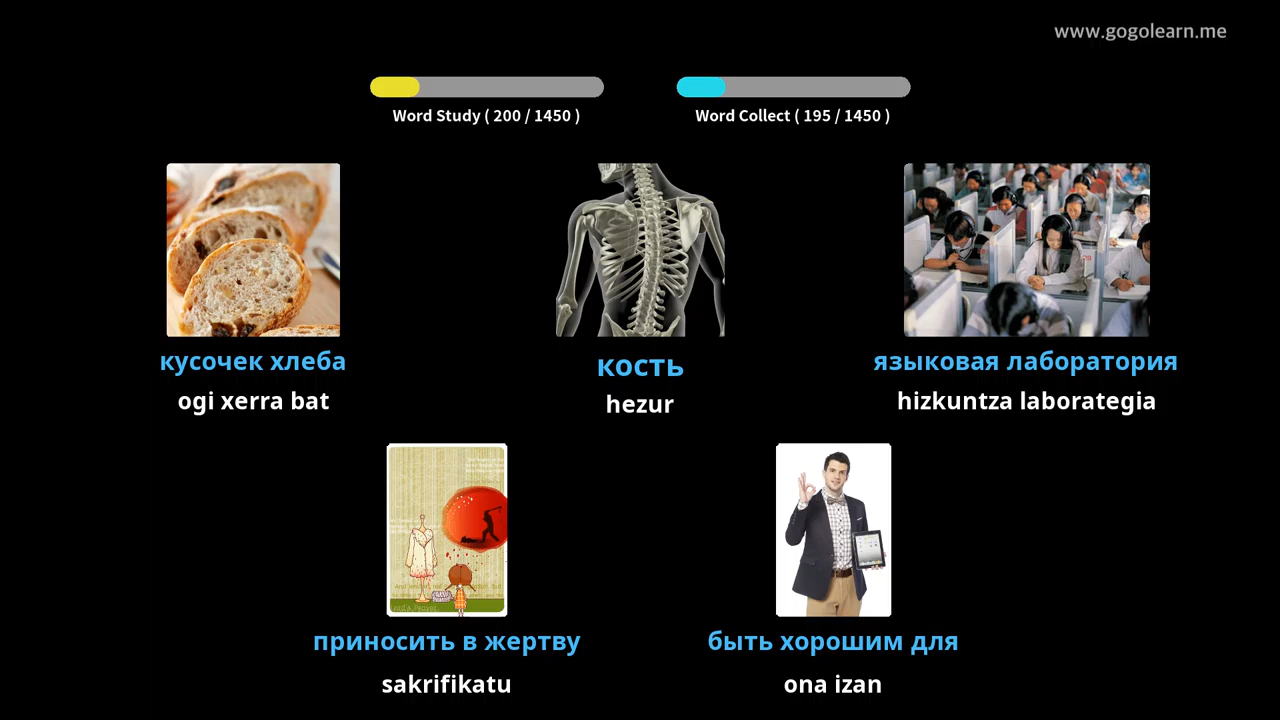 www.gogolearn.me
Word Study ( 200 / 1450 )
Word Collect ( 195 / 1450 )
кусочек хлеба
ogi xerra bat
кость
hezur
языковая лаборатория
hizkuntza laborategia
приносить в жертву
sakrifikatu
быть хорошим для
ona izan